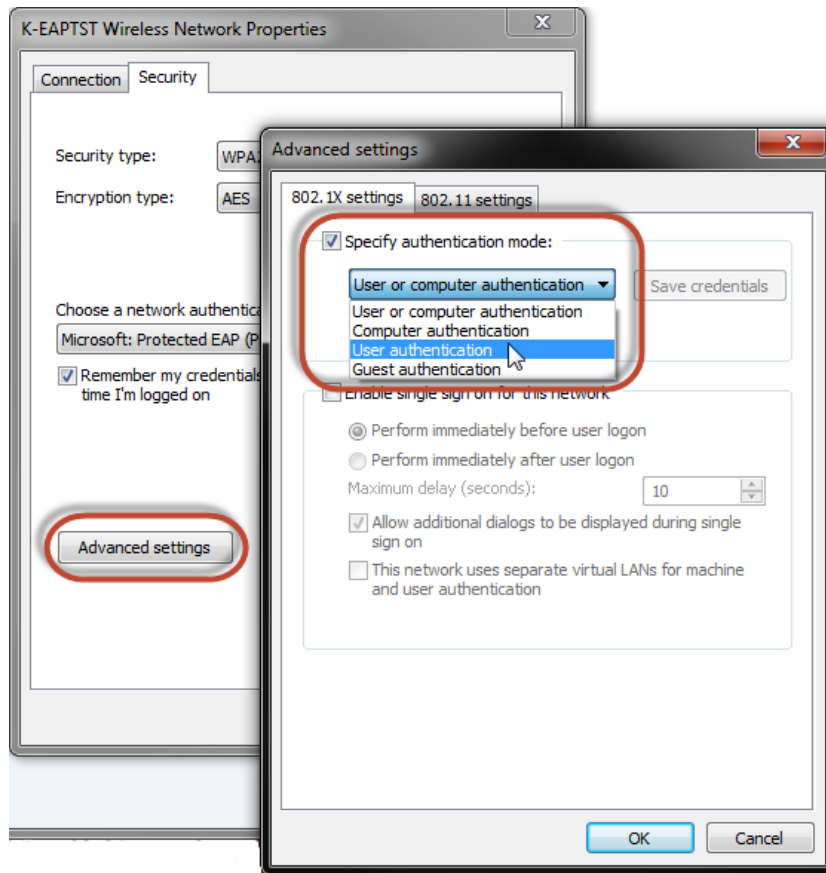 K-EAPTST Wireless Network Properties
Connection
Security
Security type:
Encryption type:
AES
Choose a network
Microsoft: Protected EAP
Remember my credentials
time I'm logged on
Advanced settings
Advanced settings
802.1X settings
802.11 settings
Specify authentication mode:
User or computer authentication
Save credentials
User or computer authentication
Computer authentication
User authentication
Guest authentication
Enable single sign on for this network
Perform immediately before user logon
Perform immediately after user logon
Maximum delay (seconds):
10
Allow additional dialogs to be displayed during single
sign on
This network uses separate virtual LANs for machine
and user authentication
OK
Cancel